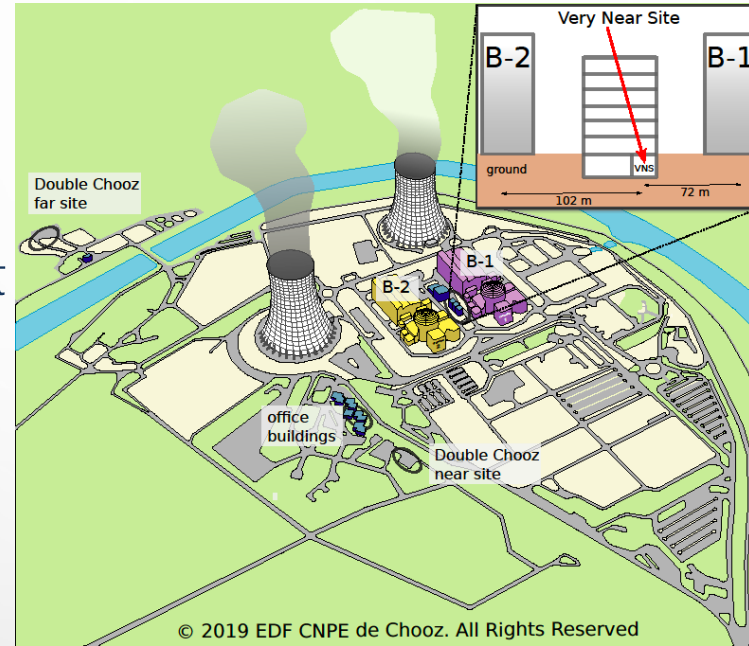 Very Near Site
B-2
B-1
ground
VNS
102 m
72 m
Double Chooz
far site
t
B-1
B-2
office
buildings
Double Chooz
near site
© 2019 EDF CNPE de Chooz. All Rights Reserved